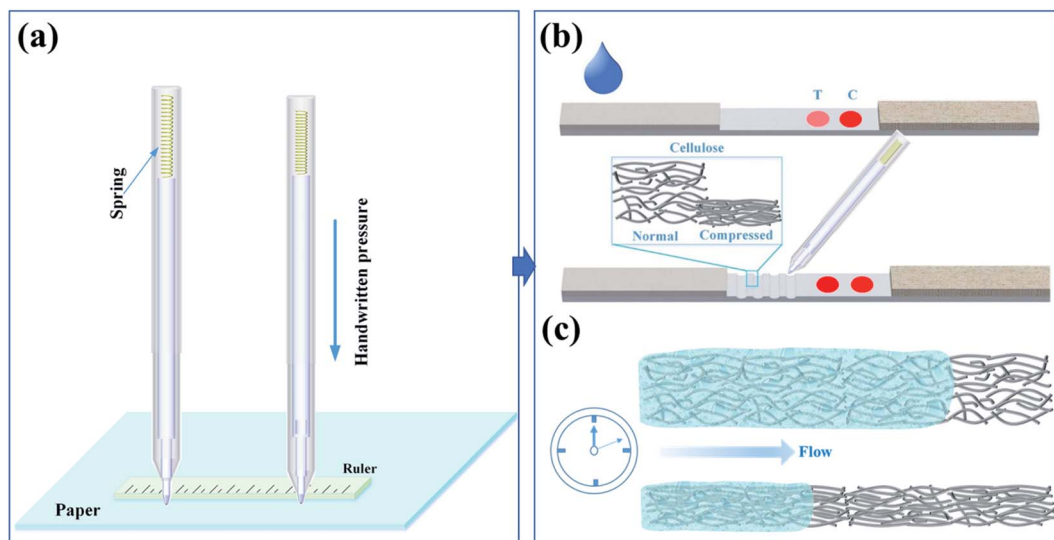 (a)
Spring
Handwritten pressure
Ruler
Paper
(b)
T C
Cellulose
Normal Compressed
(c)
Flow